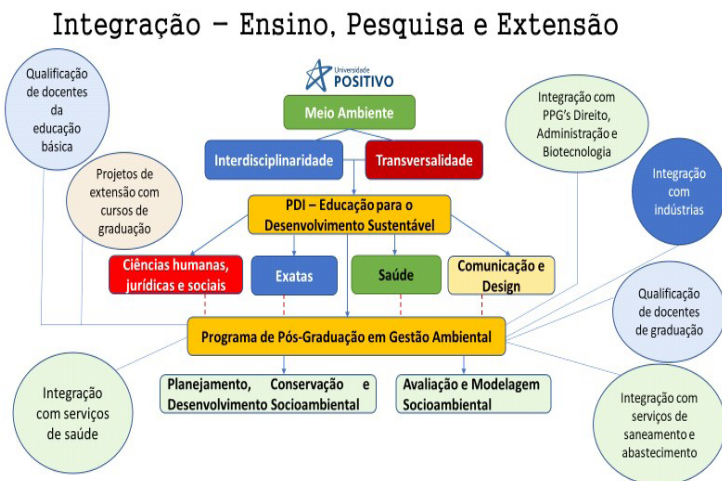 Integração – Ensino, Pesquisa e Extensão
Qualificação
de docentes
da
educação
básica
Universidade
POSITIVO
Meio Ambiente
Integração com
PPG's Direito,
Administração e
Biotecnologia
Interdisciplinaridade
Transversalidade
Projetos de
extensão com
cursos de
graduação
Integração
com
indústrias
PDI – Educação para o
Desenvolvimento Sustentável
Ciências humanas,
jurídicas e sociais
Exatas
Saúde
Comunicação e
Design
Qualificação
de docentes
de graduação
Programa de Pós-Graduação em Gestão Ambiental
Integração
com serviços
de saúde
Planejamento, Conservação e
Desenvolvimento Socioambiental
Avaliação e Modelagem
Socioambiental
Integração com
serviços de
saneamento e
abastecimento